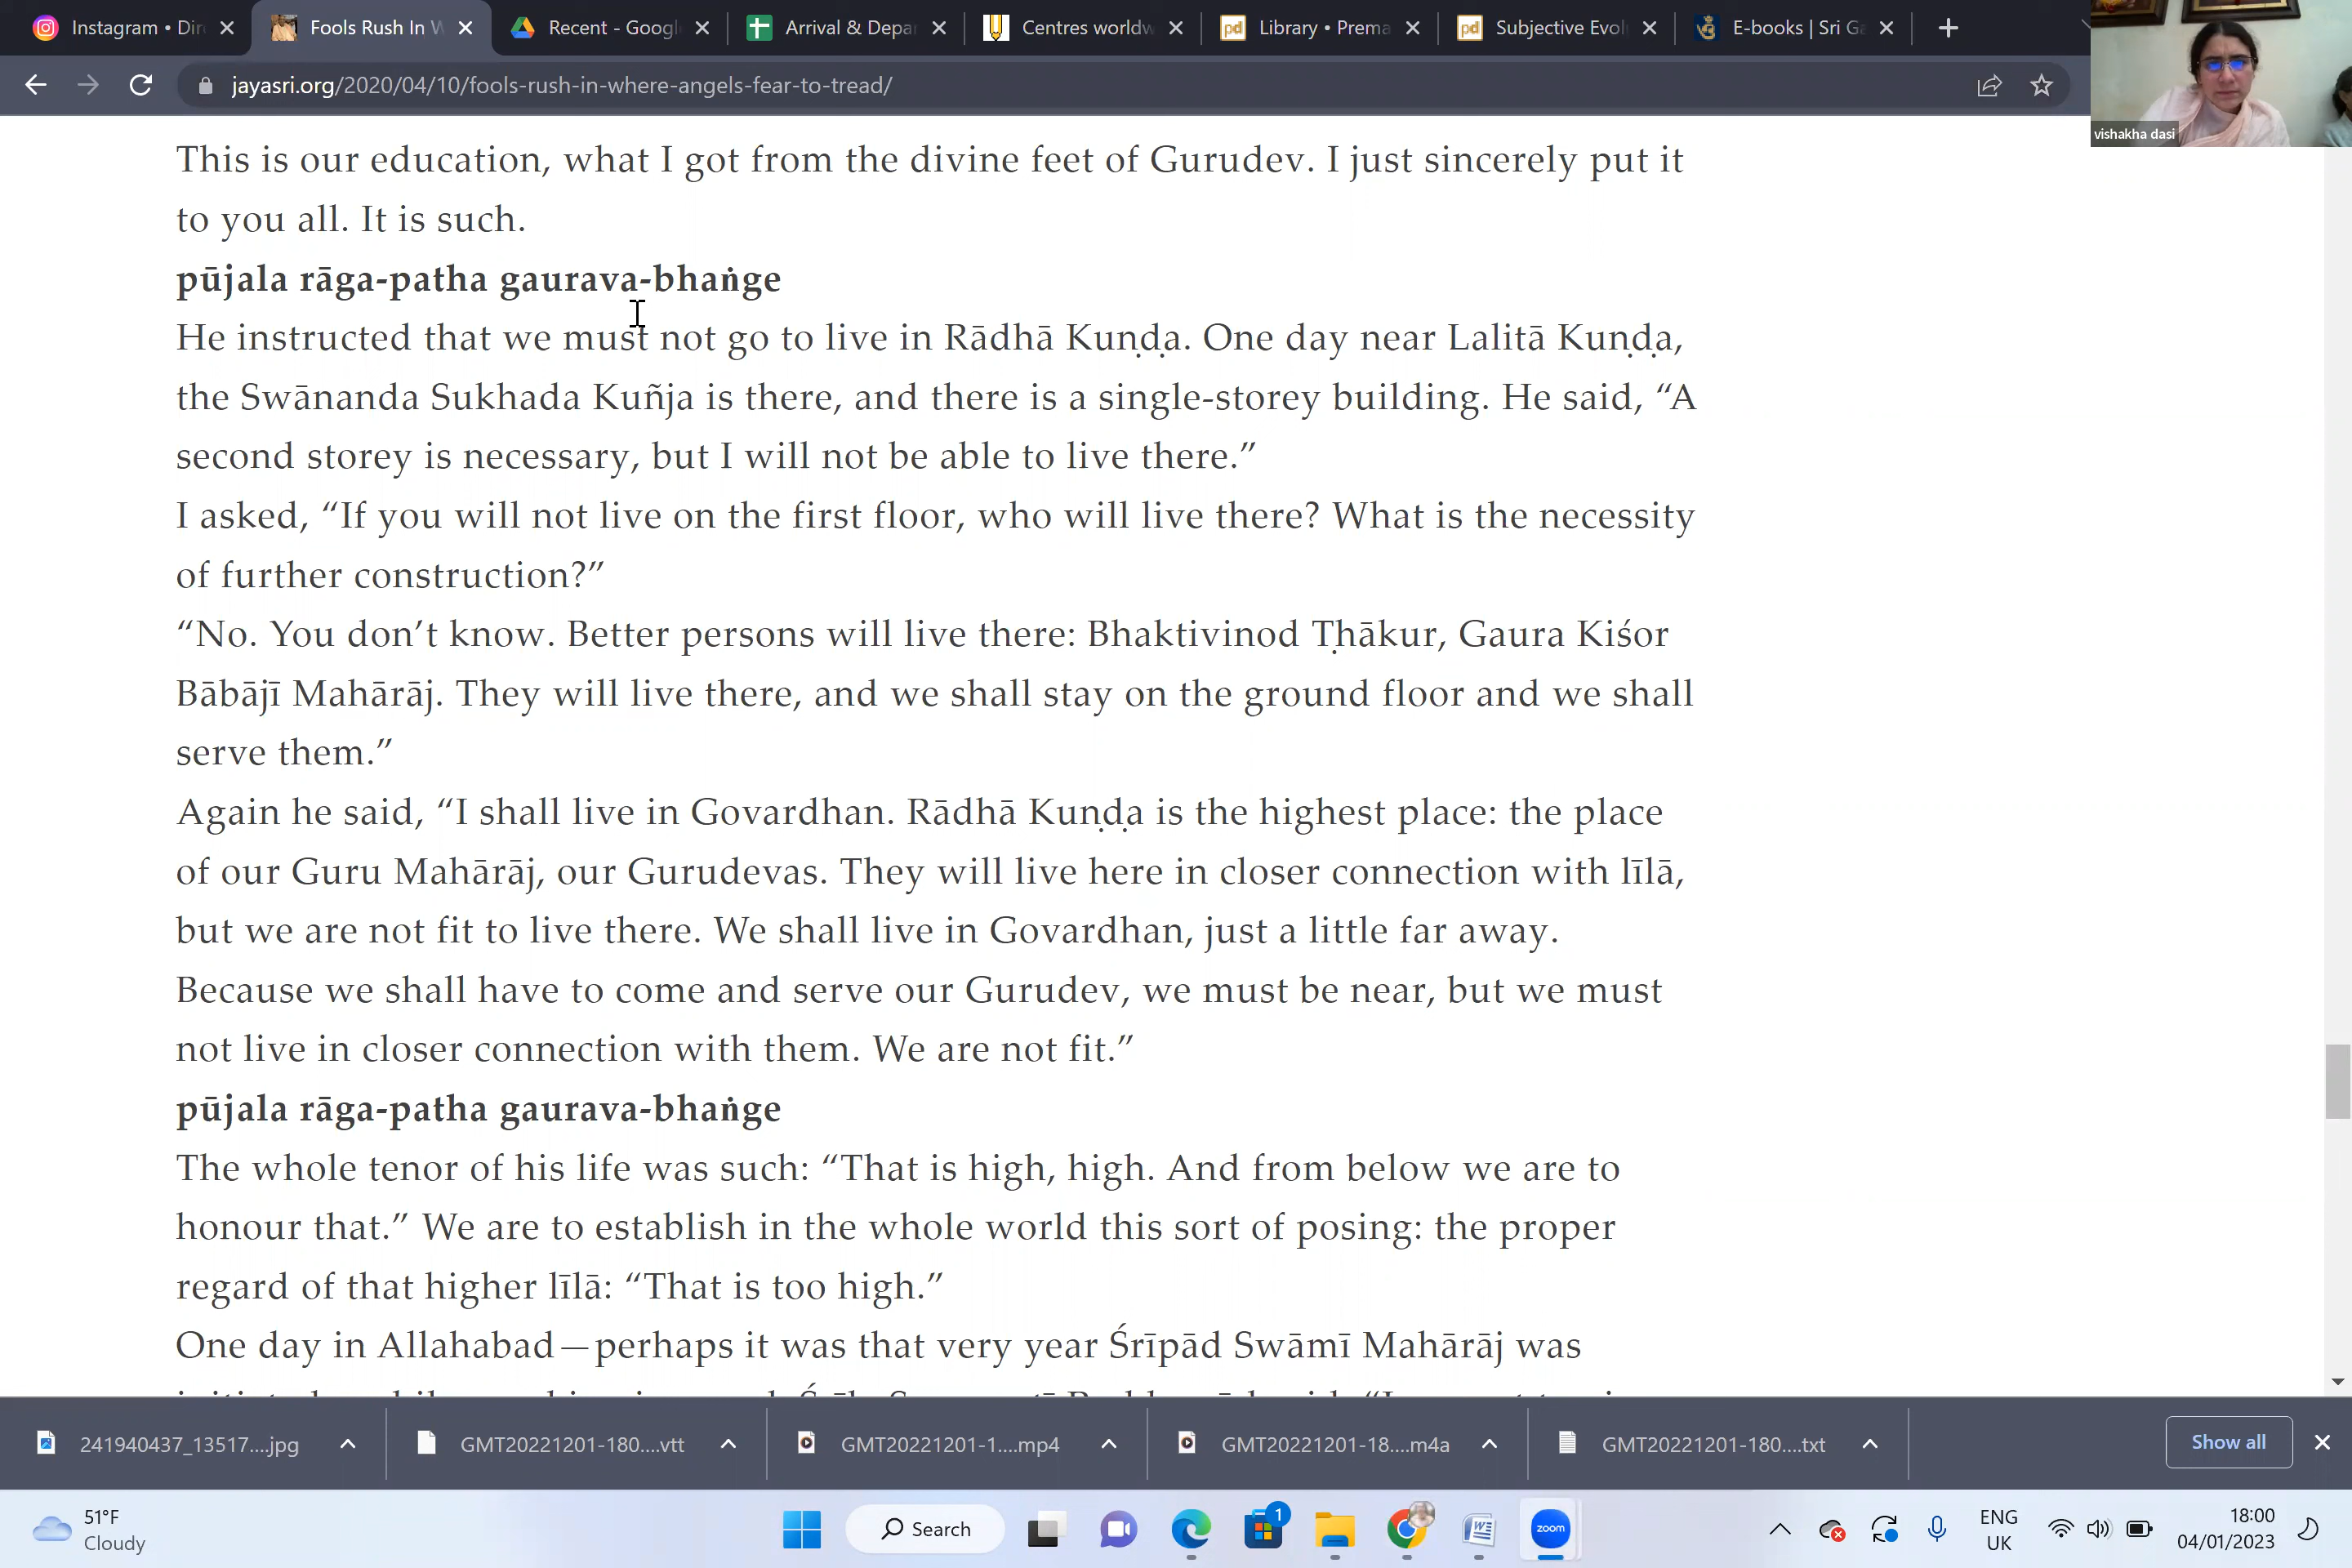 Instagram • Dir
Fools Rush In W
Recent - Googl
Arrival & Depa
Centres worldw
Library • Prema
Subjective Evol
E-books | Sri Ga
jayasri.org/2020/04/10/fools-rush-in-where-angels-fear-to-tread/
vishakha dasi
This is our education, what I got from the divine feet of Gurudev. I just sincerely put it
to you all. It is such.
pūjala rāga-patha gaurava-bhaṅge
He instructed that we must not go to live in Rādhā Kuṇḍa. One day near Lalitā Kuṇḍa,
the Swānanda Sukhada Kuñja is there, and there is a single-storey building. He said, “A
second storey is necessary, but I will not be able to live there.”
I asked, “If you will not live on the first floor, who will live there? What is the necessity
of further construction?”
“No. You don’t know. Better persons will live there: Bhaktivinod Ṭhākur, Gaura Kiśor
Bābājī Mahārāj. They will live there, and we shall stay on the ground floor and we shall
serve them.”
Again he said, “I shall live in Govardhan. Rādhā Kuṇḍa is the highest place: the place
of our Guru Mahārāj, our Gurudevas. They will live here in closer connection with līlā,
but we are not fit to live there. We shall live in Govardhan, just a little far away.
Because we shall have to come and serve our Gurudev, we must be near, but we must
not live in closer connection with them. We are not fit.”
pūjala rāga-patha gaurava-bhaṅge
The whole tenor of his life was such: “That is high, high. And from below we are to
honour that.” We are to establish in the whole world this sort of posing: the proper
regard of that higher līlā: “That is too high.”
One day in Allahabad—perhaps it was that very year Śrīpād Swāmī Mahārāj was
241940437_13517....jpg
GMT20221201-180....vtt
GMT20221201-1....mp4
GMT20221201-18....m4a
GMT20221201-180....txt
Show all
51°F
Cloudy
Search
1
zoom
ENG
UK
18:00
04/01/2023